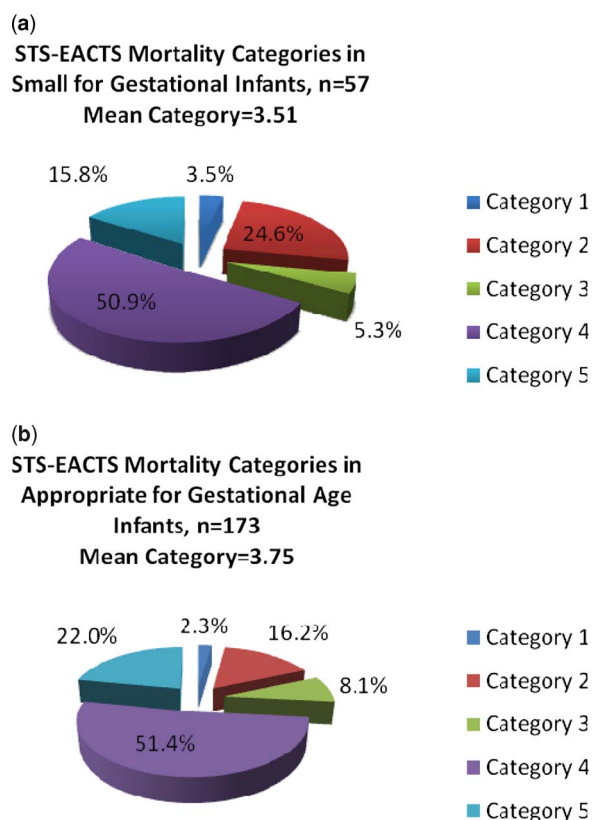 (a)
STS-EACTS Mortality Categories in
Small for Gestational Infants, n=57
Mean Category=3.51
15.8%
3.5%
24.6%
50.9%
5.3%
Category 1
Category 2
Category 3
Category 4
Category 5
(b)
STS-EACTS Mortality Categories in
Appropriate for Gestational Age
Infants, n=173
Mean Category=3.75
22.0%
2.3%
16.2%
8.1%
51.4%
Category 1
Category 2
Category 3
Category 4
Category 5